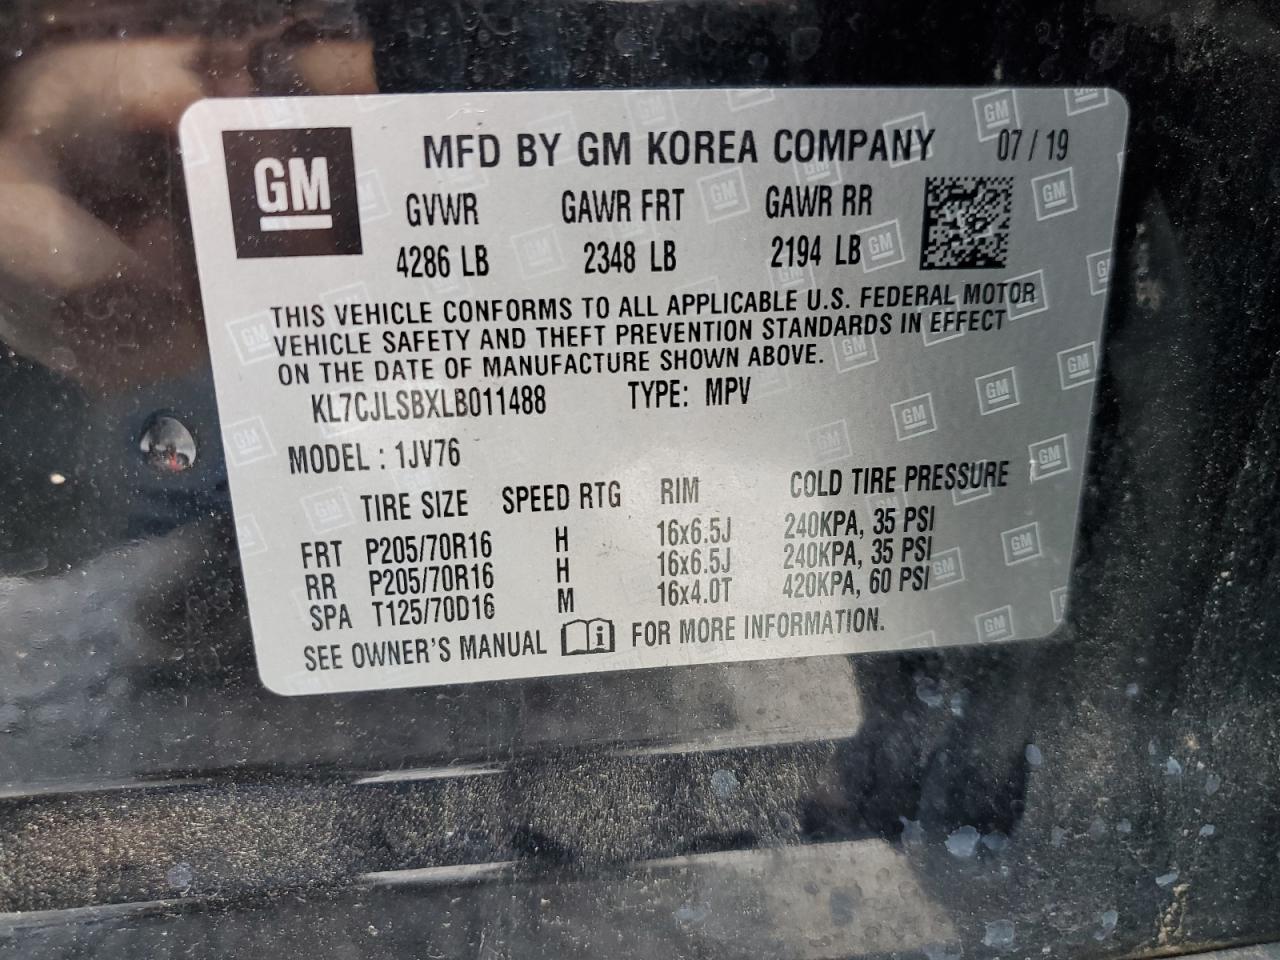 GM
MFD BY GM KOREA COMPANY 07 / 19
GVWR GAWR FRT GAWR RR
4286 LB 2348 LB 2194 LB
THIS VEHICLE CONFORMS TO ALL APPLICABLE U.S. FEDERAL MOTOR
VEHICLE SAFETY AND THEFT PREVENTION STANDARDS IN EFFECT
ON THE DATE OF MANUFACTURE SHOWN ABOVE.
KL7CJLSBXLB011488 TYPE: MPV
MODEL : 1JV76
TIRE SIZE SPEED RTG RIM COLD TIRE PRESSURE
FRT P205/70R16 H 16x6.5J 240KPA, 35 PSI
RR P205/70R16 H 16x6.5J 240KPA, 35 PSI
SPA T125/70D16 M 16x4.0T 420KPA, 60 PSI
SEE OWNER'S MANUAL FOR MORE INFORMATION.